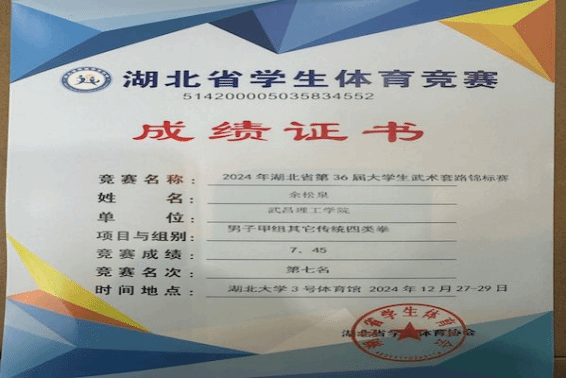 湖北省学生体育竞赛
514200005035834552
成绩证书
竞赛名称：2024年湖北省第36届大学生武术套路锦标赛
姓名：余松泉
单位：武昌理工学院
项目与组别：男子甲组其它传统四类拳
竞赛成绩：7、45
竞赛名次：第七名
时间地点：湖北大学3号体育馆 2024年12月27-29日
湖北省学生体育协会